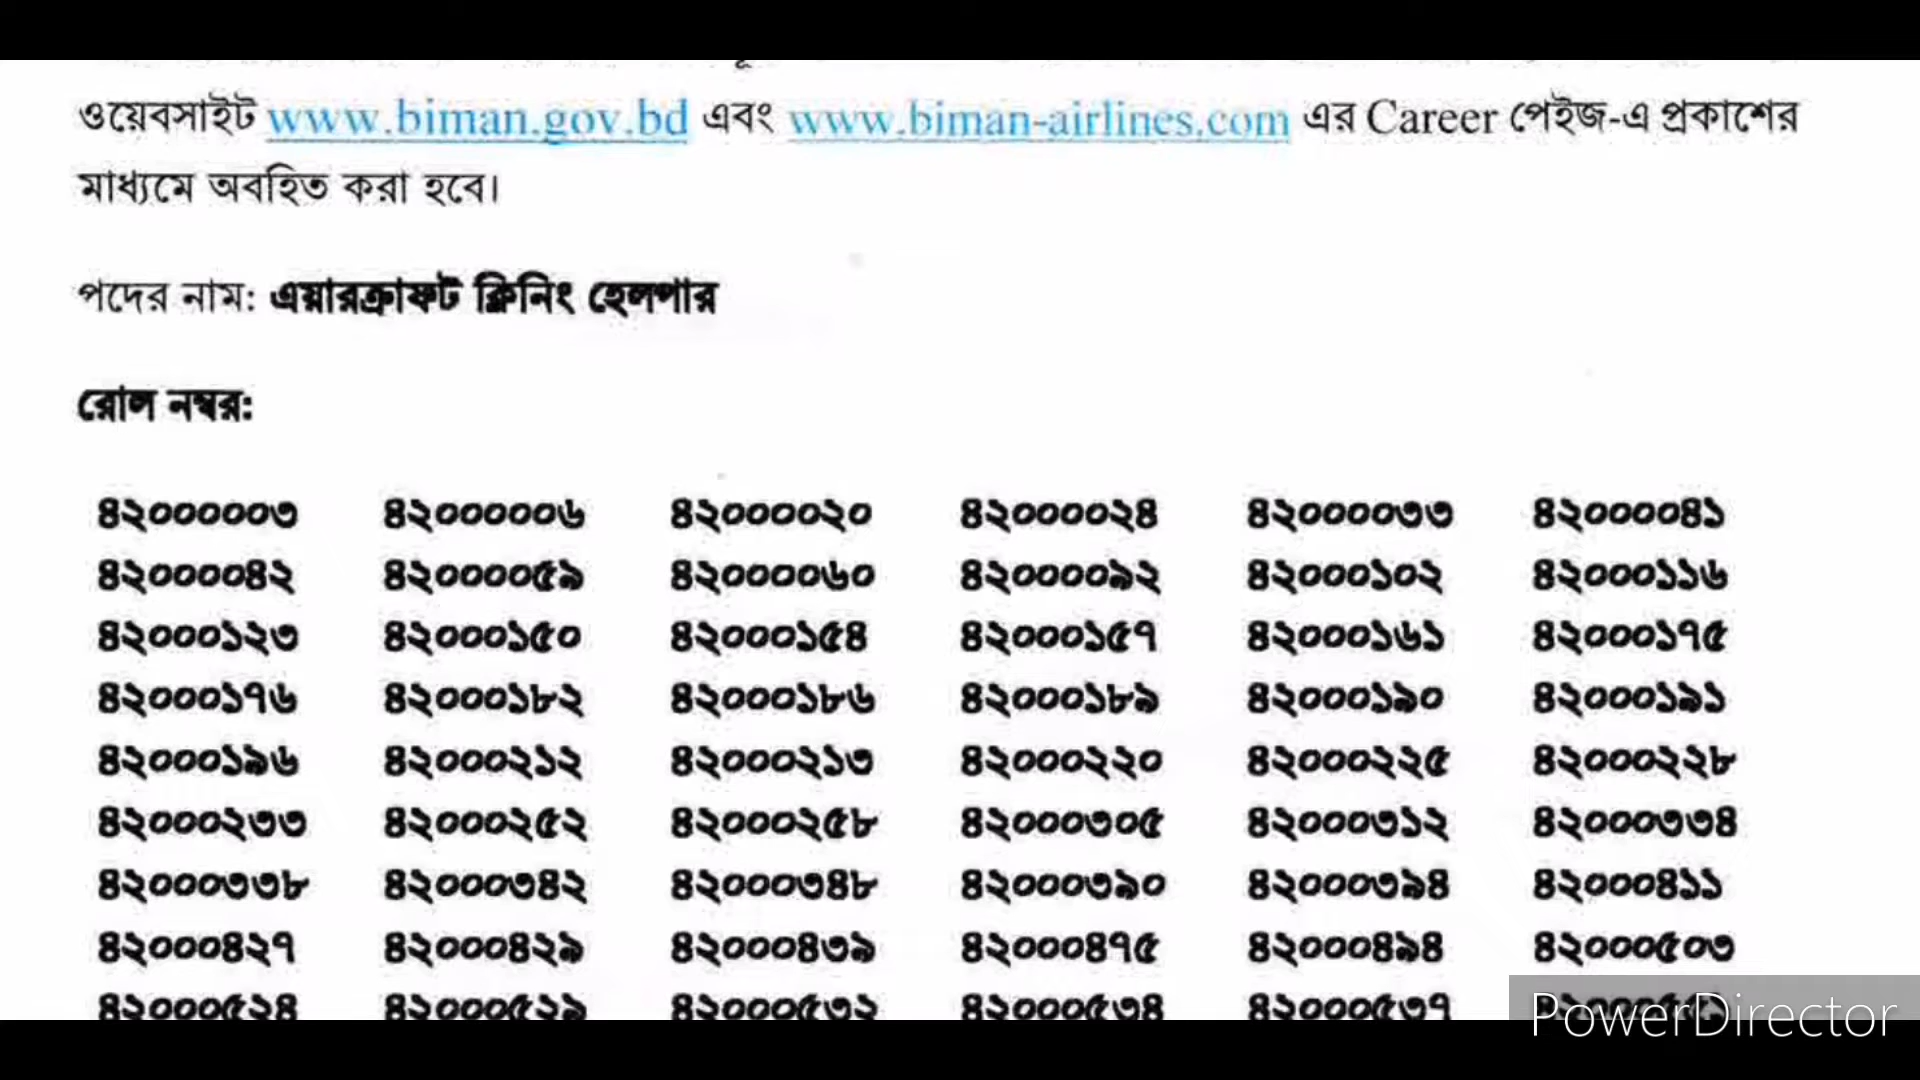 ওয়েবসাইট www.biman.gov.bd এবং www.biman-airlines.com এর Career পেইজ-এ প্রকাশের
মাধ্যমে অবহিত করা হবে।
পদের নাম: এয়ারক্রাফট ক্লিনিং হেলপার
রোল নম্বর:
৪২০০০০০৩ ৪২০০০০০৬ ৪২০০০০২০ ৪২০০০০২৪ ৪২০০০০৩৩ ৪২০০০০৪১
৪২০০০০৪২ ৪২০০০০৫৯ ৪২০০০০৬০ ৪২০০০০৯২ ৪২০০০১০২ ৪২০০০১১৬
৪২০০০১২৩ ৪২০০০১৫০ ৪২০০০১৫৪ ৪২০০০১৫৭ ৪২০০০১৬১ ৪২০০০১৭৫
৪২০০০১৭৬ ৪২০০০১৮২ ৪২০০০১৮৬ ৪২০০০১৮৯ ৪২০০০১৯০ ৪২০০০১৯১
৪২০০০১৯৬ ৪২০০০২১২ ৪২০০০২১৩ ৪২০০০২২০ ৪২০০০২২৫ ৪২০০০২২৮
৪২০০০২৩৩ ৪২০০০২৫২ ৪২০০০২৫৮ ৪২০০০৩০৫ ৪২০০০৩১২ ৪২০০০৩৩৪
৪২০০০৩৩৮ ৪২০০০৩৪২ ৪২০০০৩৪৮ ৪২০০০৩৯০ ৪২০০০৩৯৪ ৪২০০০৪১১
৪২০০০৪২৭ ৪২০০০৪২৯ ৪২০০০৪৩৯ ৪২০০০৪৭৫ ৪২০০০৪৯৪ ৪২০০০৫০৩
৪২০০০৫৩২ ৪২০০০৫৩৪ ৪২০০০৫৩৭
PowerDirector